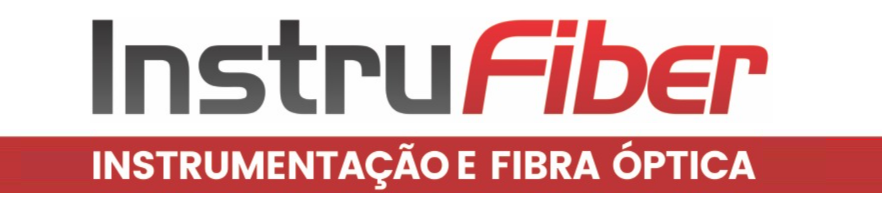 InstruFiber
INSTRUMENTAÇÃO E FIBRA ÓPTICA